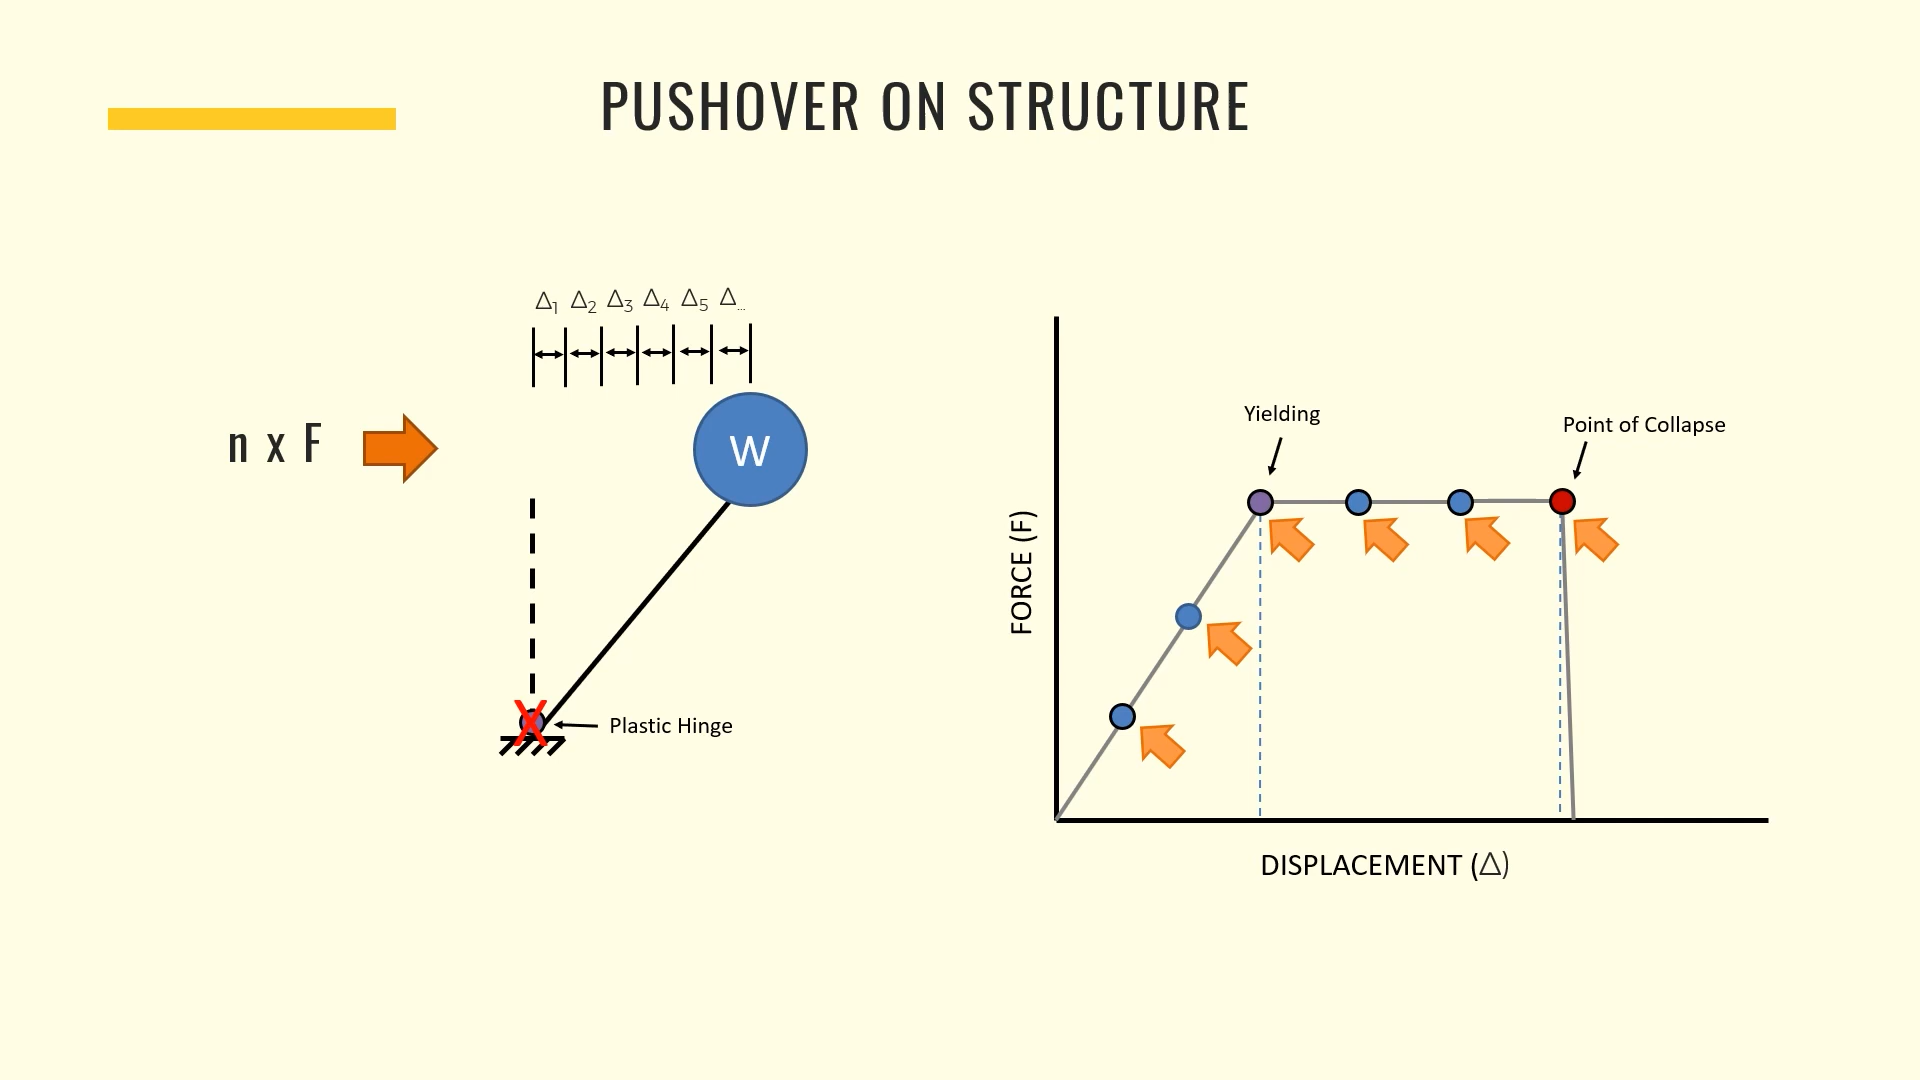 PUSHOVER ON STRUCTURE
Δ1 Δ2 Δ3 Δ4 Δ5 Δ...
n x F
W
Plastic Hinge
Yielding
Point of Collapse
FORCE (F)
DISPLACEMENT (Δ)